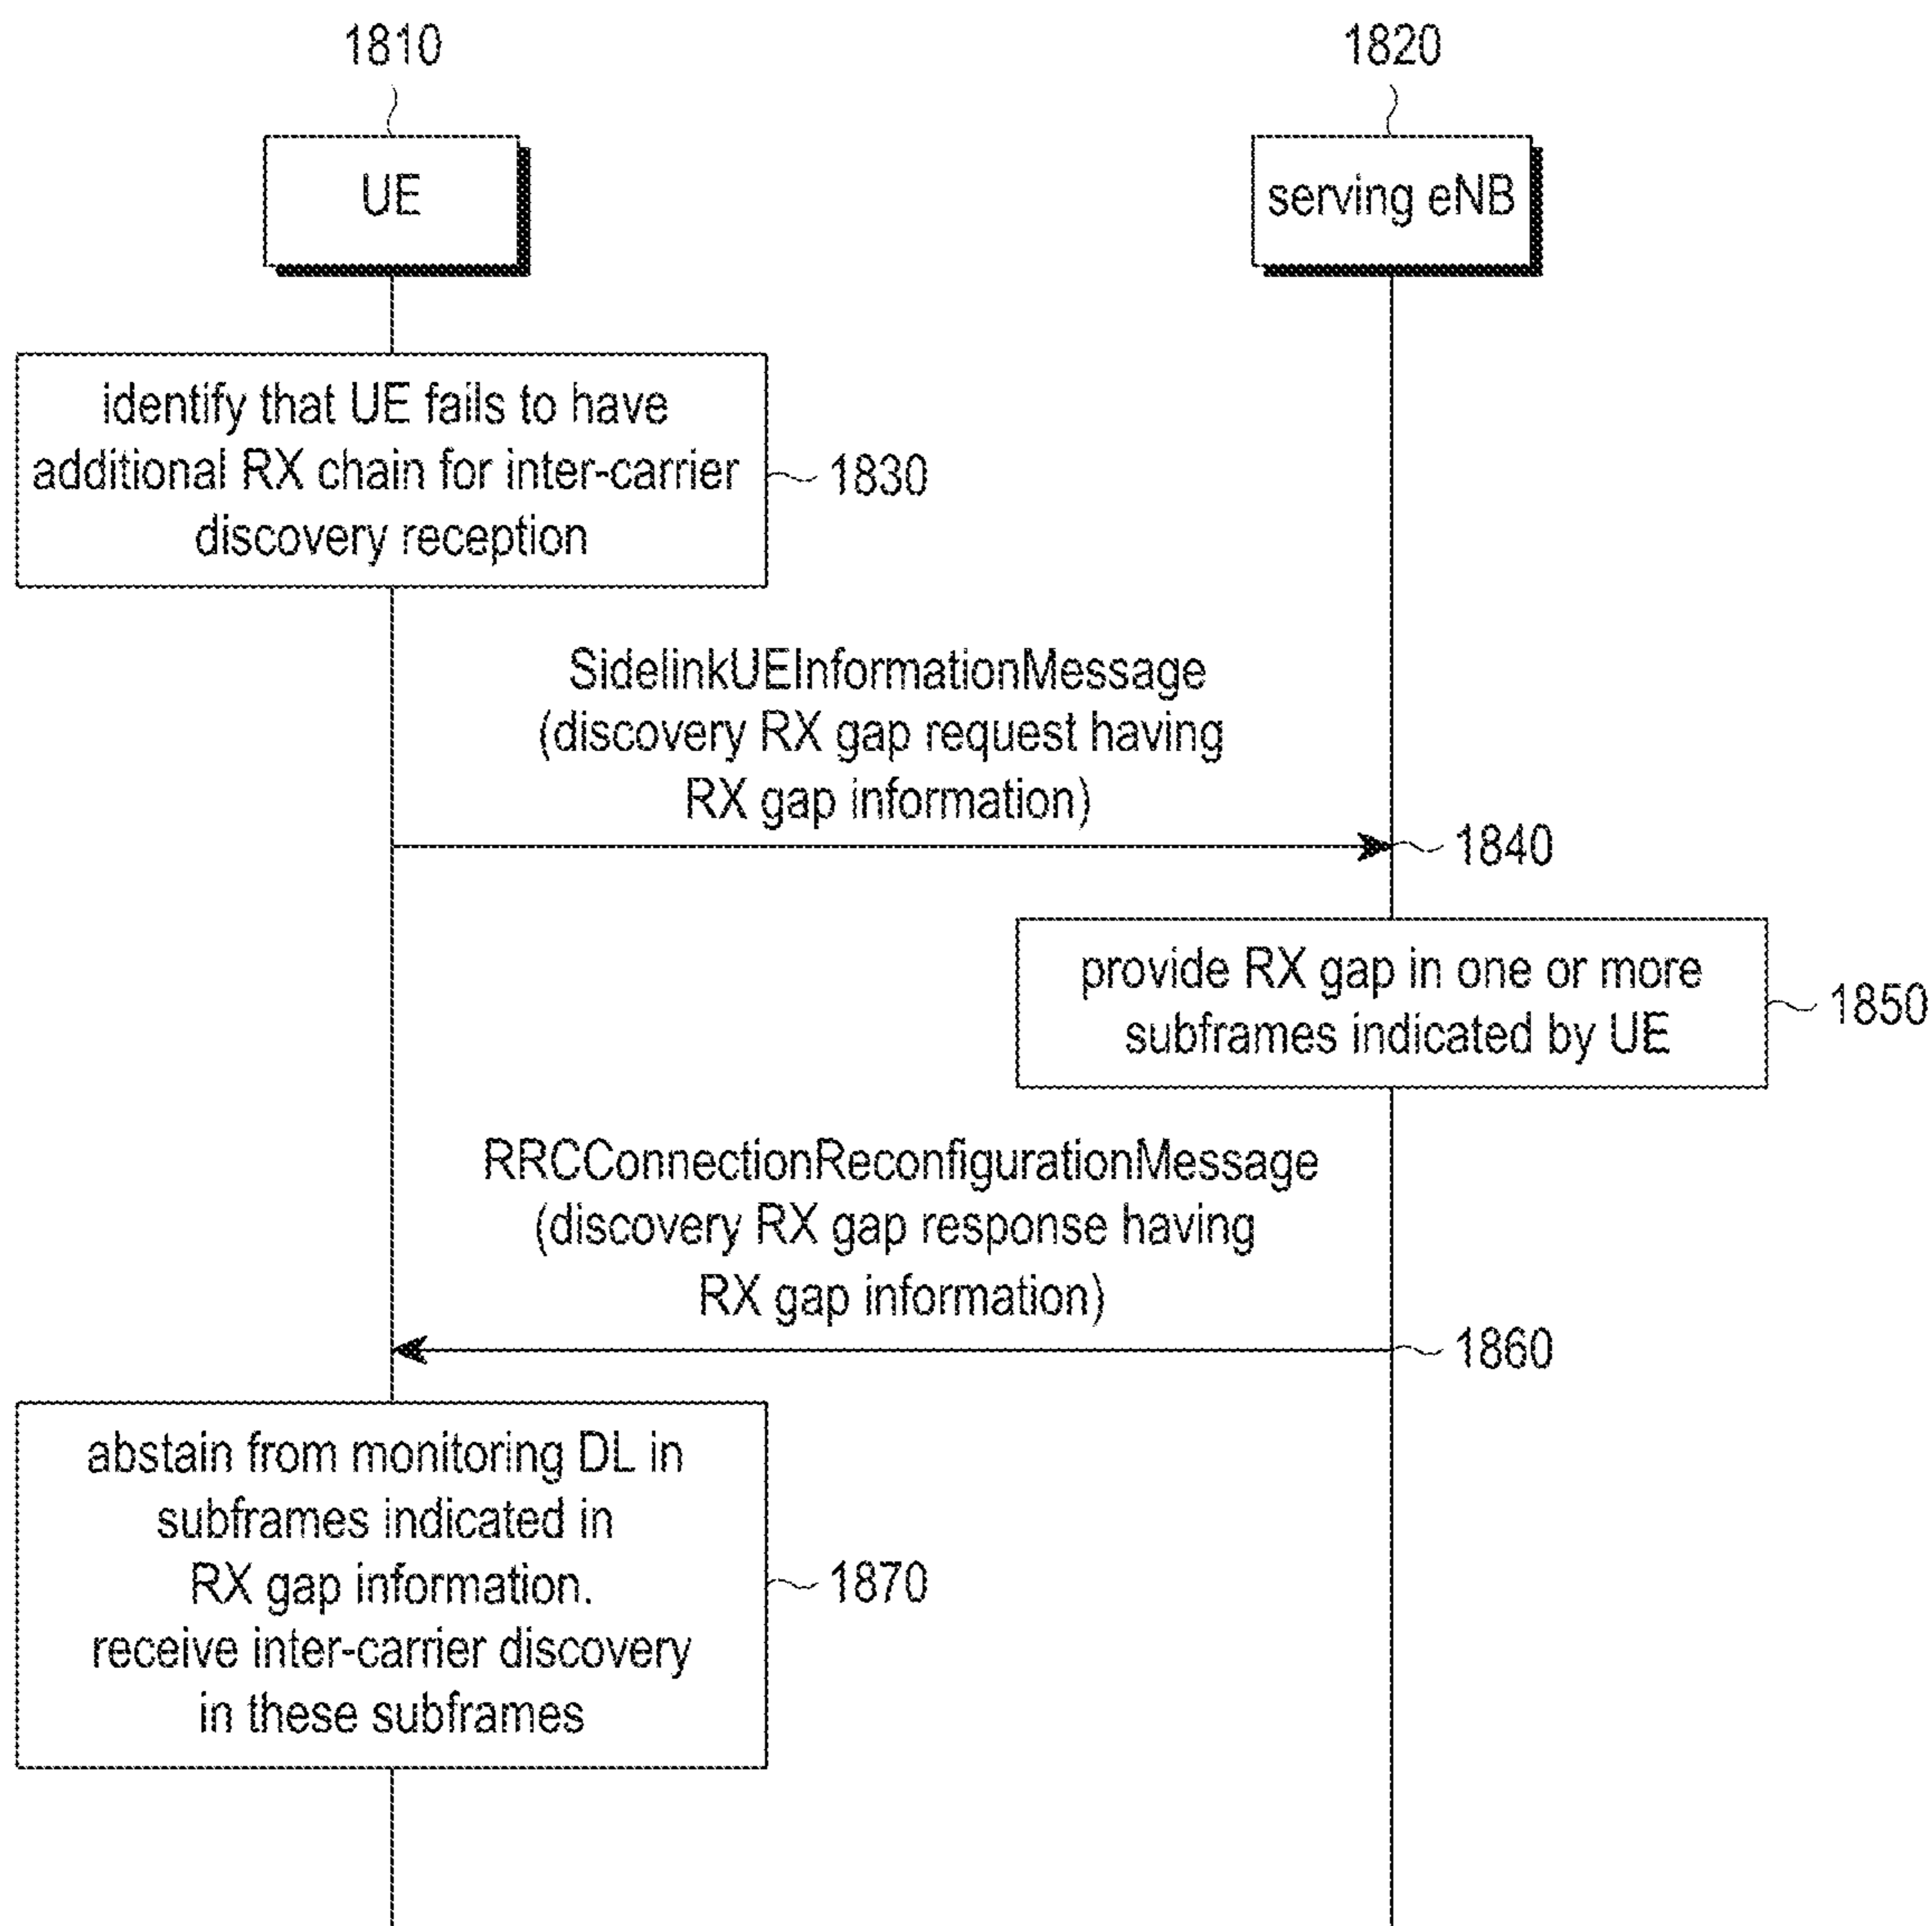 1810
1820
UE
serving eNB
identify that UE fails to have
additional RX chain for inter-carrier
discovery reception
1830
SidelinkUEInformationMessage
(discovery RX gap request having
RX gap information)
1840
provide RX gap in one or more
subframes indicated by UE
1850
RRCConnectionReconfigurationMessage
(discovery RX gap response having
RX gap information)
1860
abstain from monitoring DL in
subframes indicated in
RX gap information.
receive inter-carrier discovery
in these subframes
1870